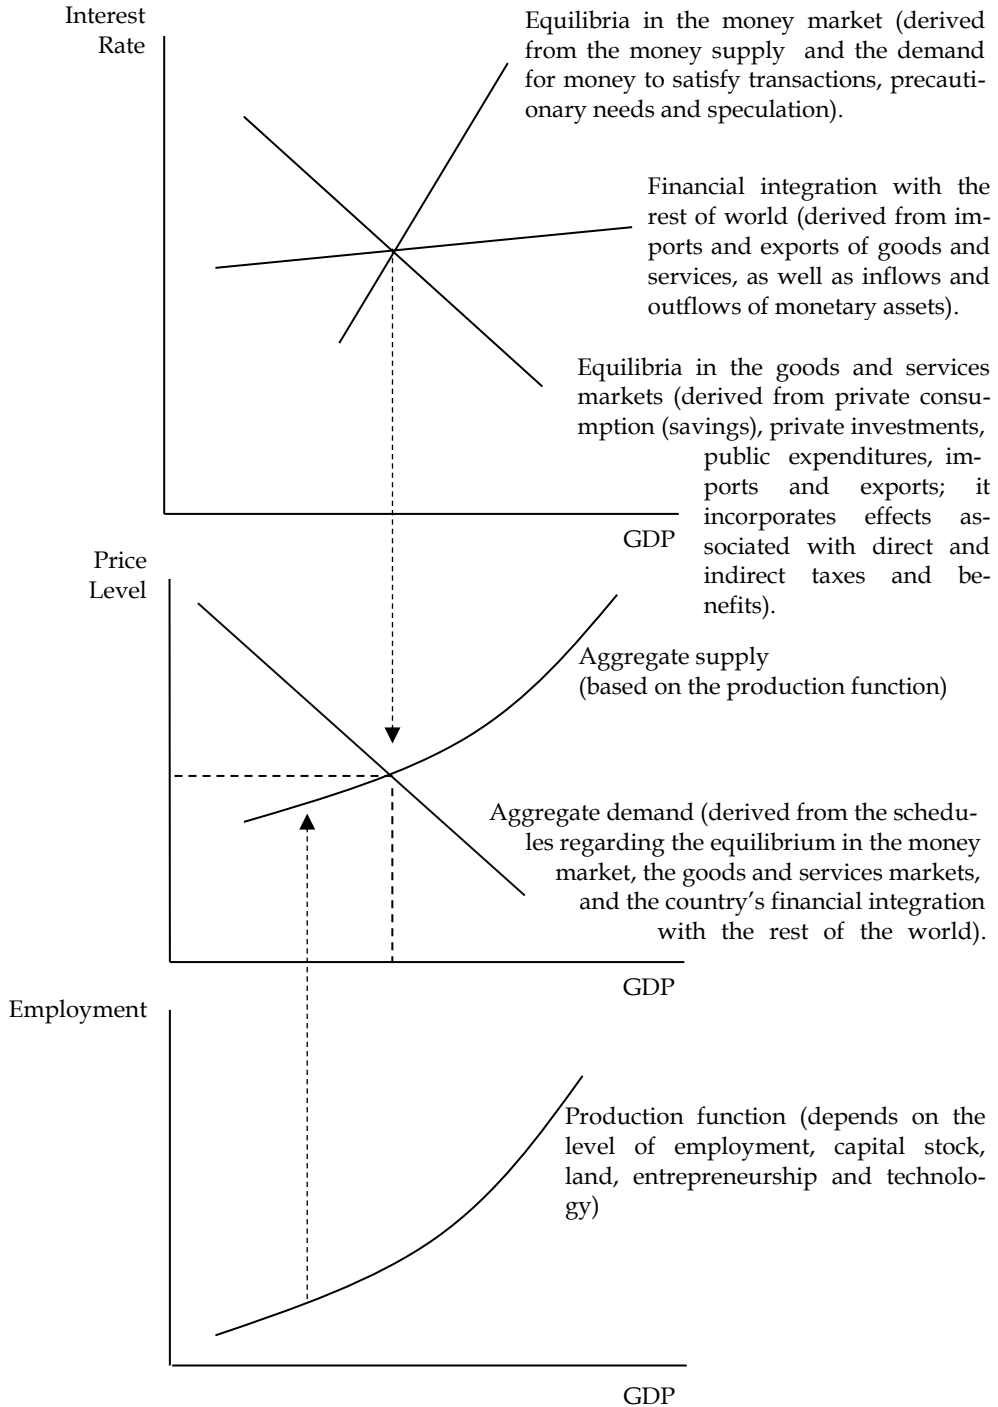 Interest
Rate
Equilibria in the money market (derived
from the money supply and the demand
for money to satisfy transactions, precauti-
onary needs and speculation).
Financial integration with the
rest of world (derived from im-
ports and exports of goods and
services, as well as inflows and
outflows of monetary assets).
Equilibria in the goods and services
markets (derived from private consu-
mption (savings), private investments,
public expenditures, im-
ports and exports; it
incorporates effects as-
sociated with direct and
indirect taxes and be-
nefits).
GDP
Price
Level
Aggregate supply
(based on the production function)
Aggregate demand (derived from the schedu-
les regarding the equilibrium in the money
market, the goods and services markets,
and the country’s financial integration
with the rest of the world).
GDP
Employment
Production function (depends on the
level of employment, capital stock,
land, entrepreneurship and technolo-
gy)
GDP